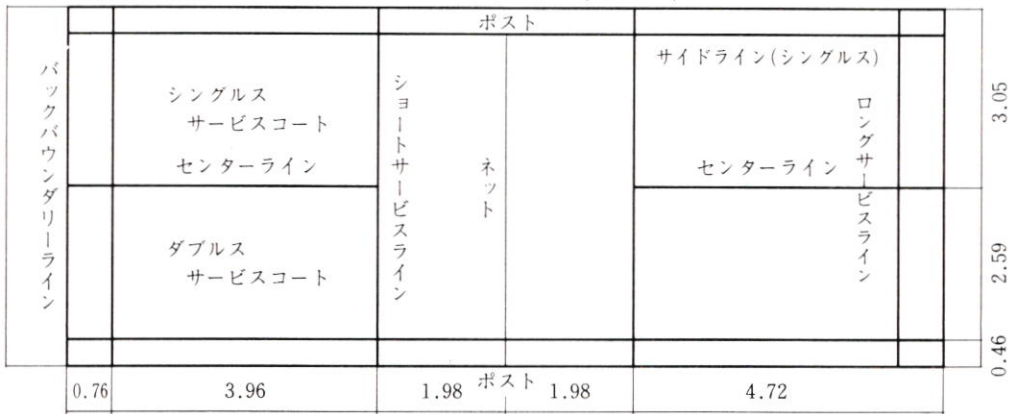 ポスト
サイドライン(シングルス)
バックバウンダリーライン
シングルス
サービスコート
センターライン
ショートサービスライン
ネット
センターライン
ロングサービスライン
ダブルス
サービスコート
3.05
2.59
0.46
ポスト
0.76 3.96 1.98 1.98 4.72